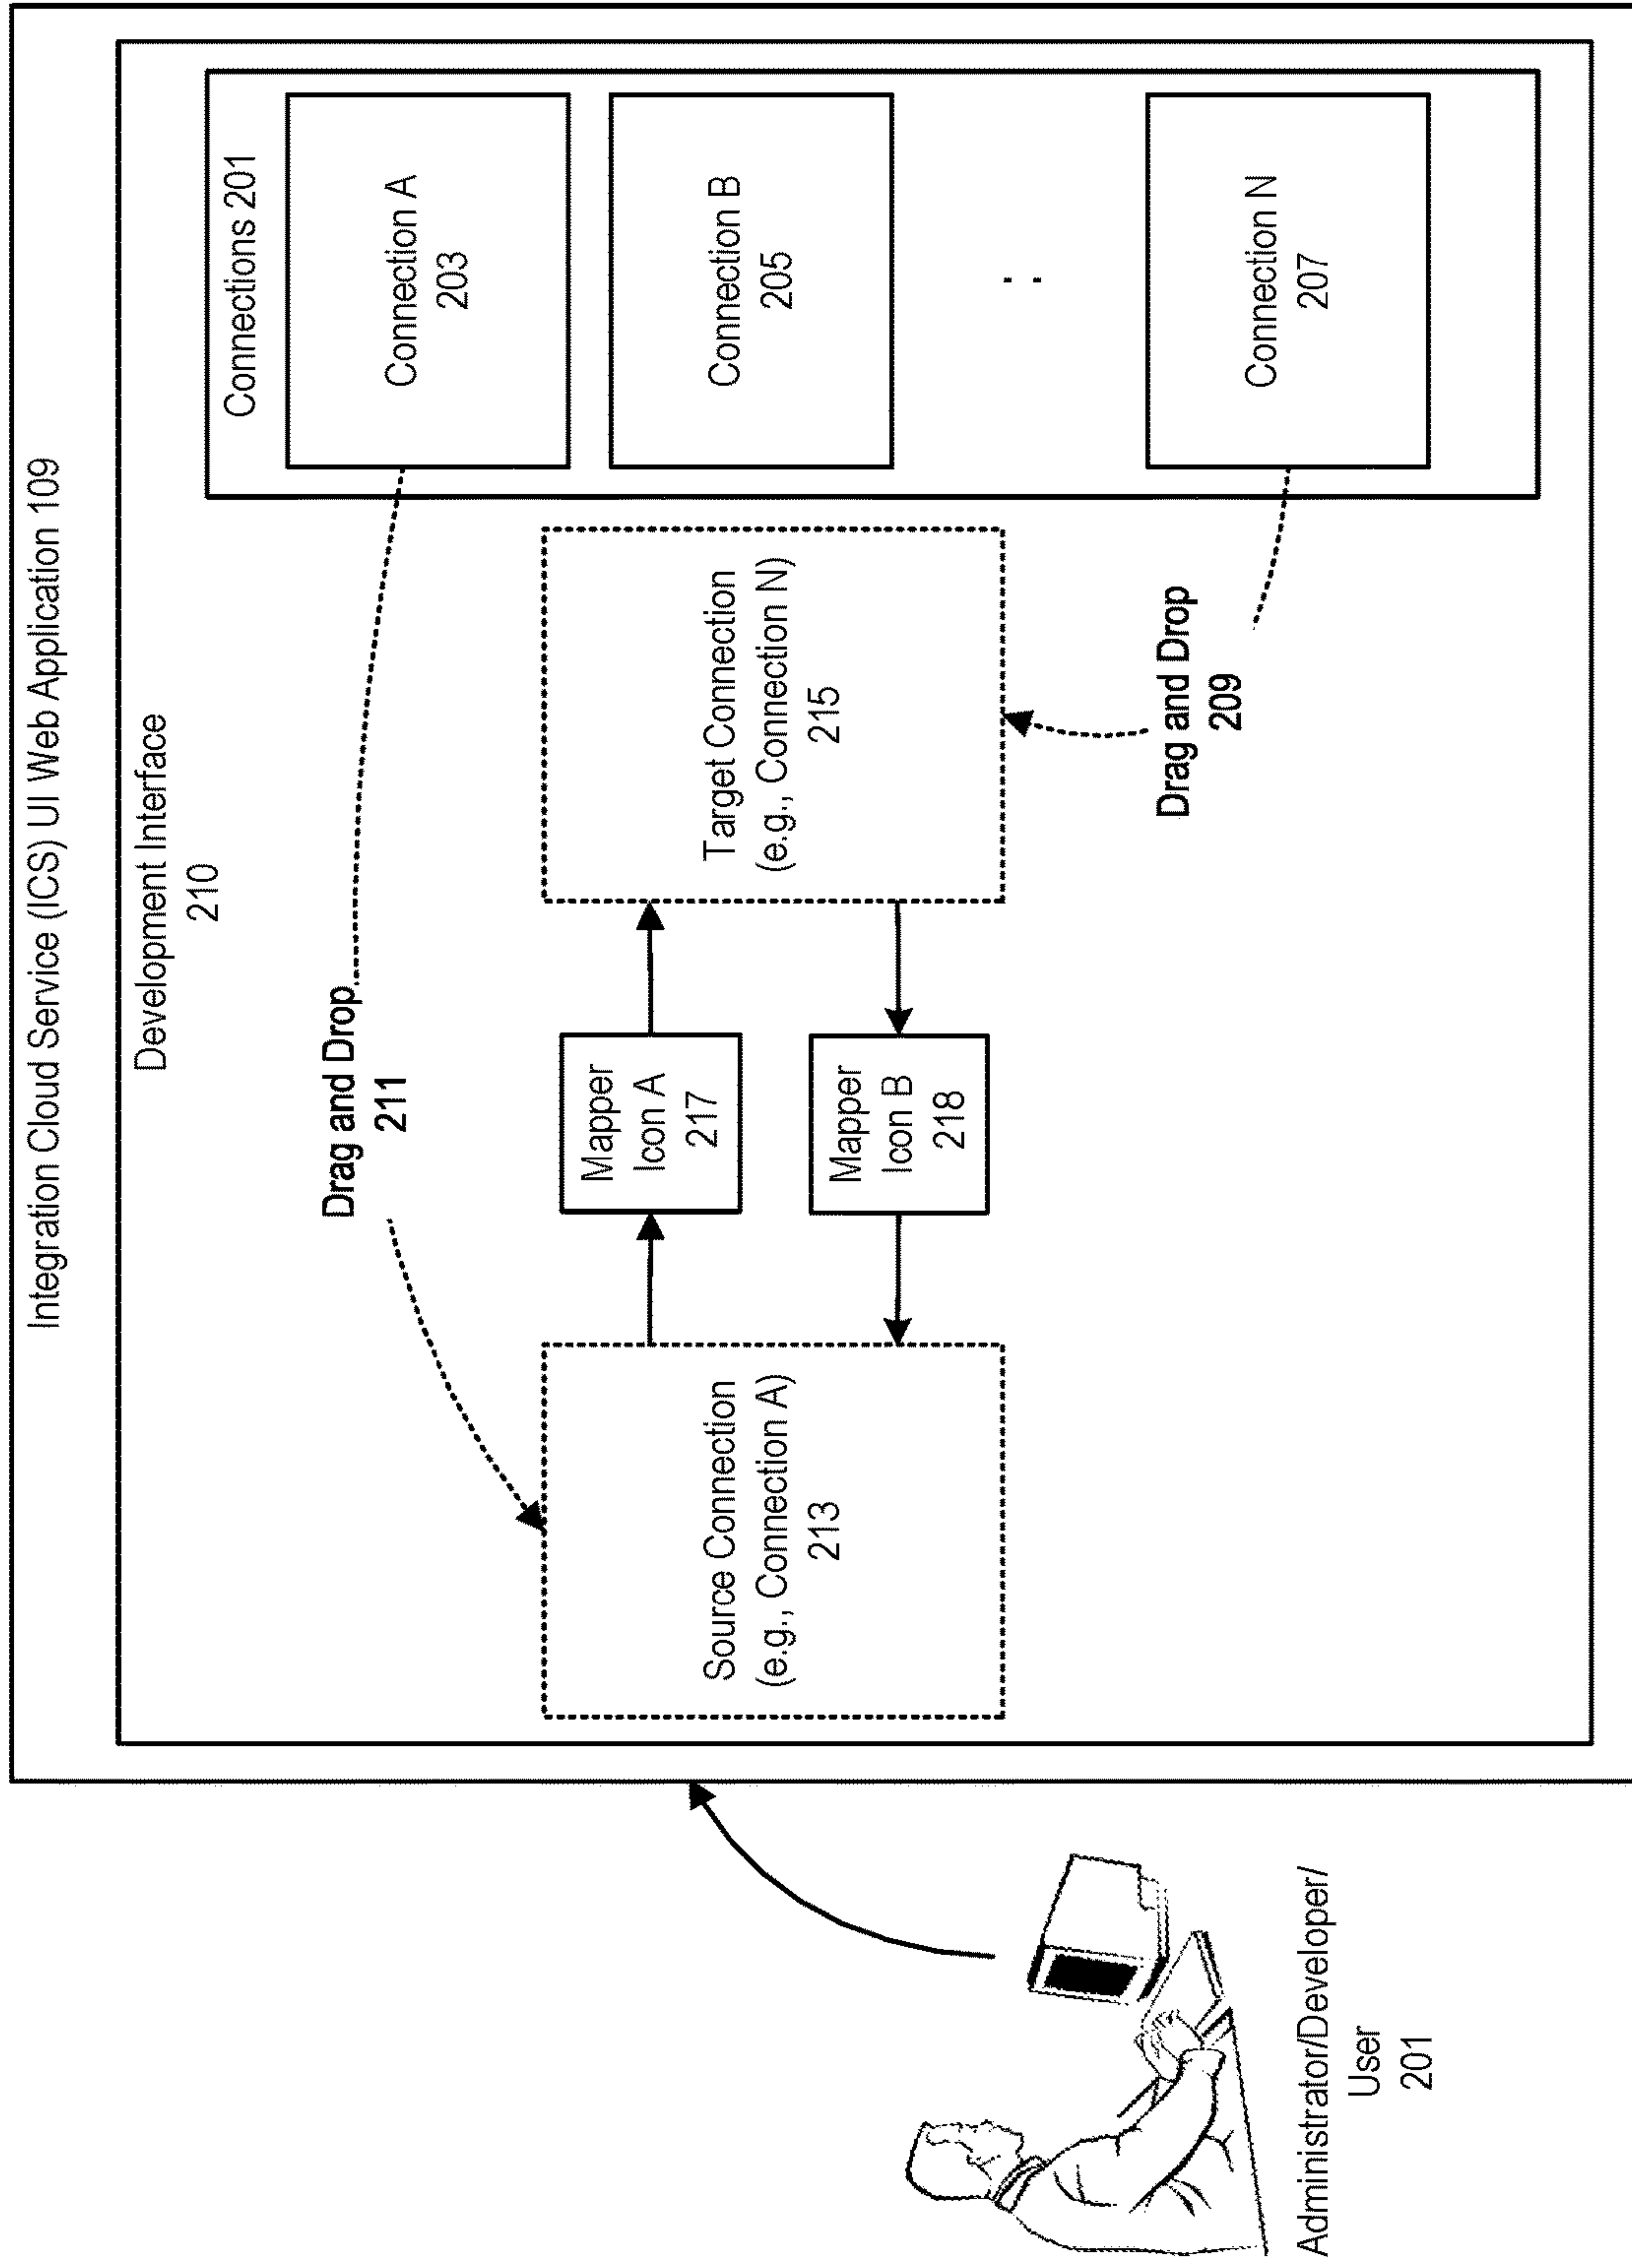 Integration Cloud Service (ICS) UI Web Application 109
Development Interface
210
Connections 201
Connection A
203
Connection B
205
Connection N
207
Drag and Drop
211
Source Connection
(e.g., Connection A)
213
Mapper
Icon A
217
Mapper
Icon B
218
Target Connection
(e.g., Connection N)
215
Drag and Drop
209
Administrator/Developer/
User
201